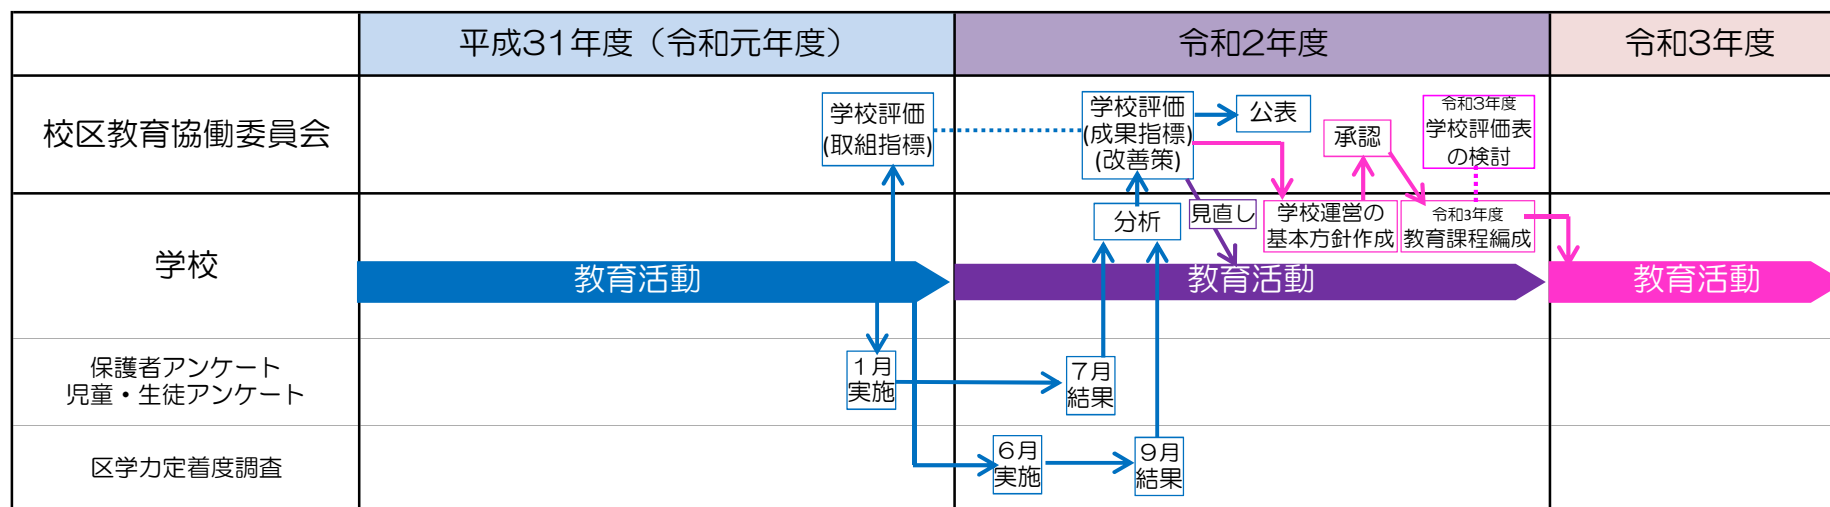 平成31年度（令和元年度）
令和2年度
令和3年度
校区教育協働委員会
学校評価
(取組指標)
学校評価
(成果指標)
(改善策)
公表
承認
令和3年度
学校評価表
の検討
学校
分析
見直し
学校運営の
基本方針作成
令和3年度
教育課程編成
教育活動
教育活動
教育活動
保護者アンケート
児童・生徒アンケート
１月
実施
７月
結果
区学力定着度調査
６月
実施
９月
結果